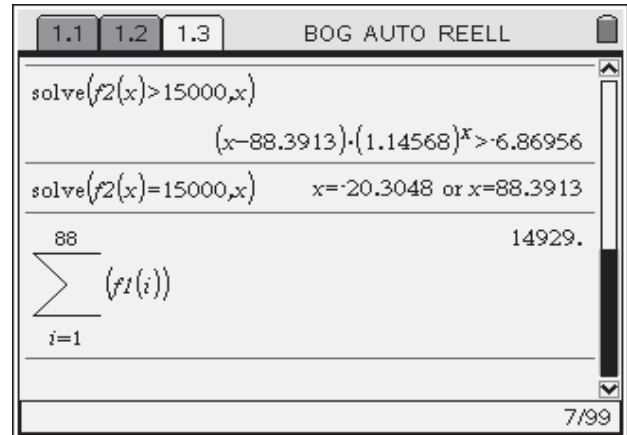 1.1 1.2 1.3 BOG AUTO REELL
solve(f2(x)>15000,x)
(x−88.3913)·(1.14568)^x>-6.86956
solve(f2(x)=15000,x) x=-20.3048 or x=88.3913
88
∑ (f1(i)) 14929.
i=1
7/99